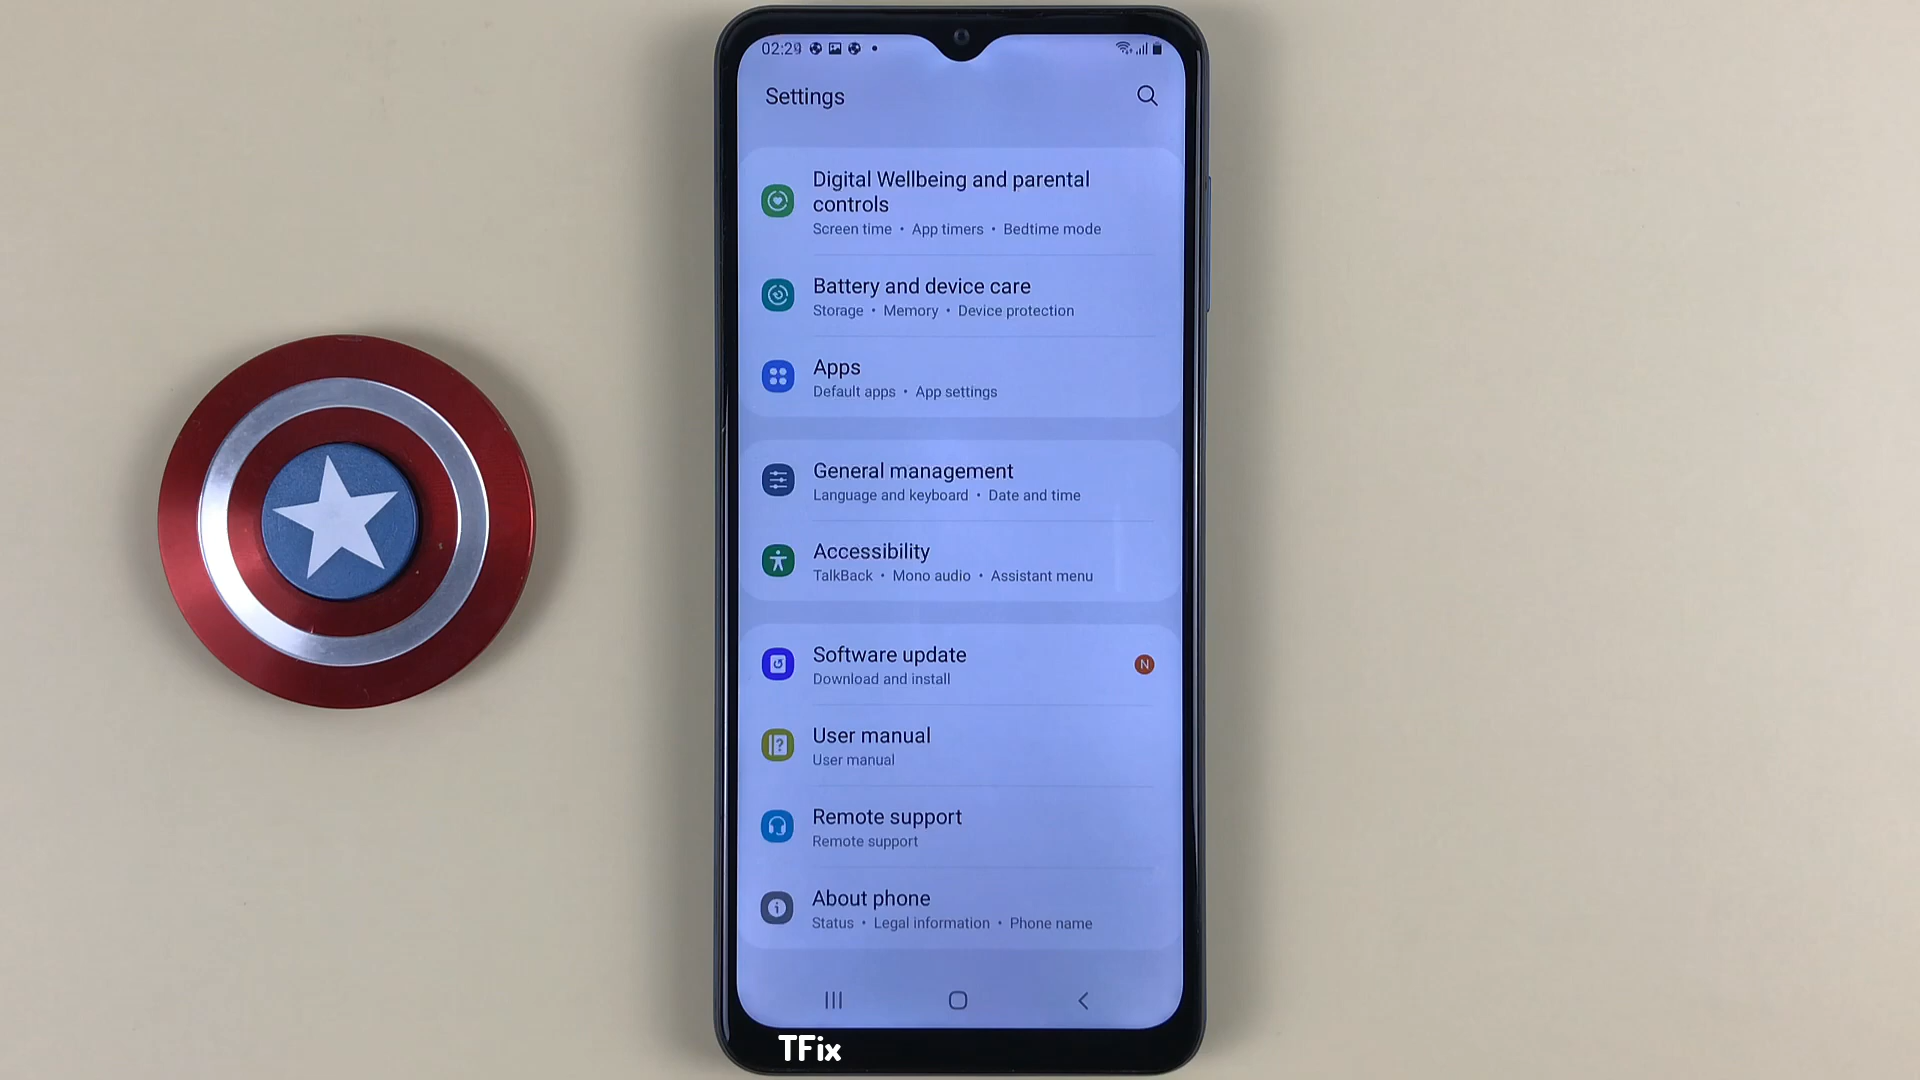 02:29
Settings
Digital Wellbeing and parental
controls
Screen time • App timers • Bedtime mode
Battery and device care
Storage • Memory • Device protection
Apps
Default apps • App settings
General management
Language and keyboard • Date and time
Accessibility
TalkBack • Mono audio • Assistant menu
Software update
N
Download and install
User manual
User manual
Remote support
Remote support
About phone
Status • Legal information • Phone name
TFix